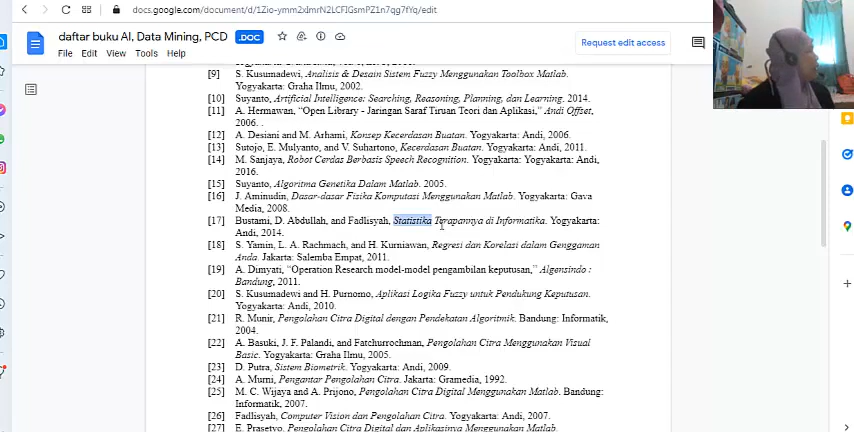 docs.google.com/document/d/1Zio-ymm2xImrN2LCFIGsmPZ1n7qg7fYq/edit
daftar buku AI, Data Mining, PCD .DOC
File Edit View Tools Help
Request edit access
[9] S. Kusumadewi, Analisis & Desain Sistem Fuzzy Menggunakan Toolbox Matlab.
Yogyakarta: Graha Ilmu, 2002.
[10] Suyanto, Artificial Intelligence: Searching, Reasoning, Planning, dan Learning. 2014.
[11] A. Hermawan, “Open Library - Jaringan Saraf Tiruan Teori dan Aplikasi,” Andi Offset,
2006. .
[12] A. Desiani and M. Arhami, Konsep Kecerdasan Buatan. Yogyakarta: Andi, 2006.
[13] Sutojo, E. Mulyanto, and V. Suhartono, Kecerdasan Buatan. Yogyakarta: Andi, 2011.
[14] M. Sanjaya, Robot Cerdas Berbasis Speech Recognition. Yogyakarta: Yogyakarta: Andi,
2016.
[15] Suyanto, Algoritma Genetika Dalam Matlab. 2005.
[16] J. Aminudin, Dasar-dasar Fisika Komputasi Menggunakan Matlab. Yogyakarta: Gava
Media, 2008.
[17] Bustami, D. Abdullah, and Fadlisyah, Statistika Terapannya di Informatika. Yogyakarta:
Andi, 2014.
[18] S. Yamin, L. A. Rachmach, and H. Kurniawan, Regresi dan Korelasi dalam Genggaman
Anda. Jakarta: Salemba Empat, 2011.
[19] A. Dimyati, “Operation Research model-model pengambilan keputusan,” Algensindo :
Bandung, 2011.
[20] S. Kusumadewi and H. Purnomo, Aplikasi Logika Fuzzy untuk Pendukung Keputusan.
Yogyakarta: Andi, 2010.
[21] R. Munir, Pengolahan Citra Digital dengan Pendekatan Algoritmik. Bandung: Informatik,
2004.
[22] A. Basuki, J. F. Palandi, and Fatchurrochman, Pengolahan Citra Menggunakan Visual
Basic. Yogyakarta: Graha Ilmu, 2005.
[23] D. Putra, Sistem Biometrik. Yogyakarta: Andi, 2009.
[24] A. Murni, Pengantar Pengolahan Citra. Jakarta: Gramedia, 1992.
[25] M. C. Wijaya and A. Prijono, Pengolahan Citra Digital Menggunakan Matlab. Bandung:
Informatik, 2007.
[26] Fadlisyah, Computer Vision dan Pengolahan Citra. Yogyakarta: Andi, 2007.
[27] E. Prasetyo, Pengolahan Citra Digital dan Aplikasinya Menggunakan Matlab.